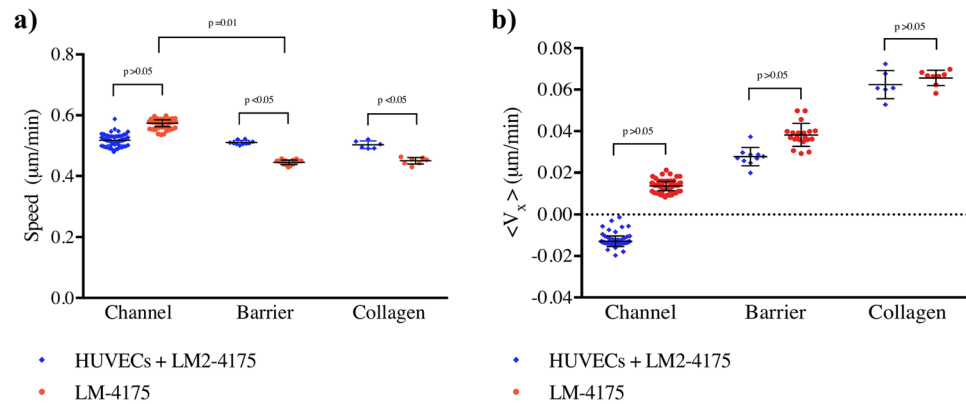 a)
p =0.01
p >0.05
p <0.05
p <0.05
0.8
0.6
0.4
0.2
0.0
Speed (μm/min)
Channel Barrier Collagen
HUVECs + LM2-4175
LM-4175
b)
p >0.05
p >0.05
p >0.05
0.08
0.06
0.04
0.02
0.00
-0.02
-0.04
<Vx> (μm/min)
Channel Barrier Collagen
HUVECs + LM2-4175
LM-4175